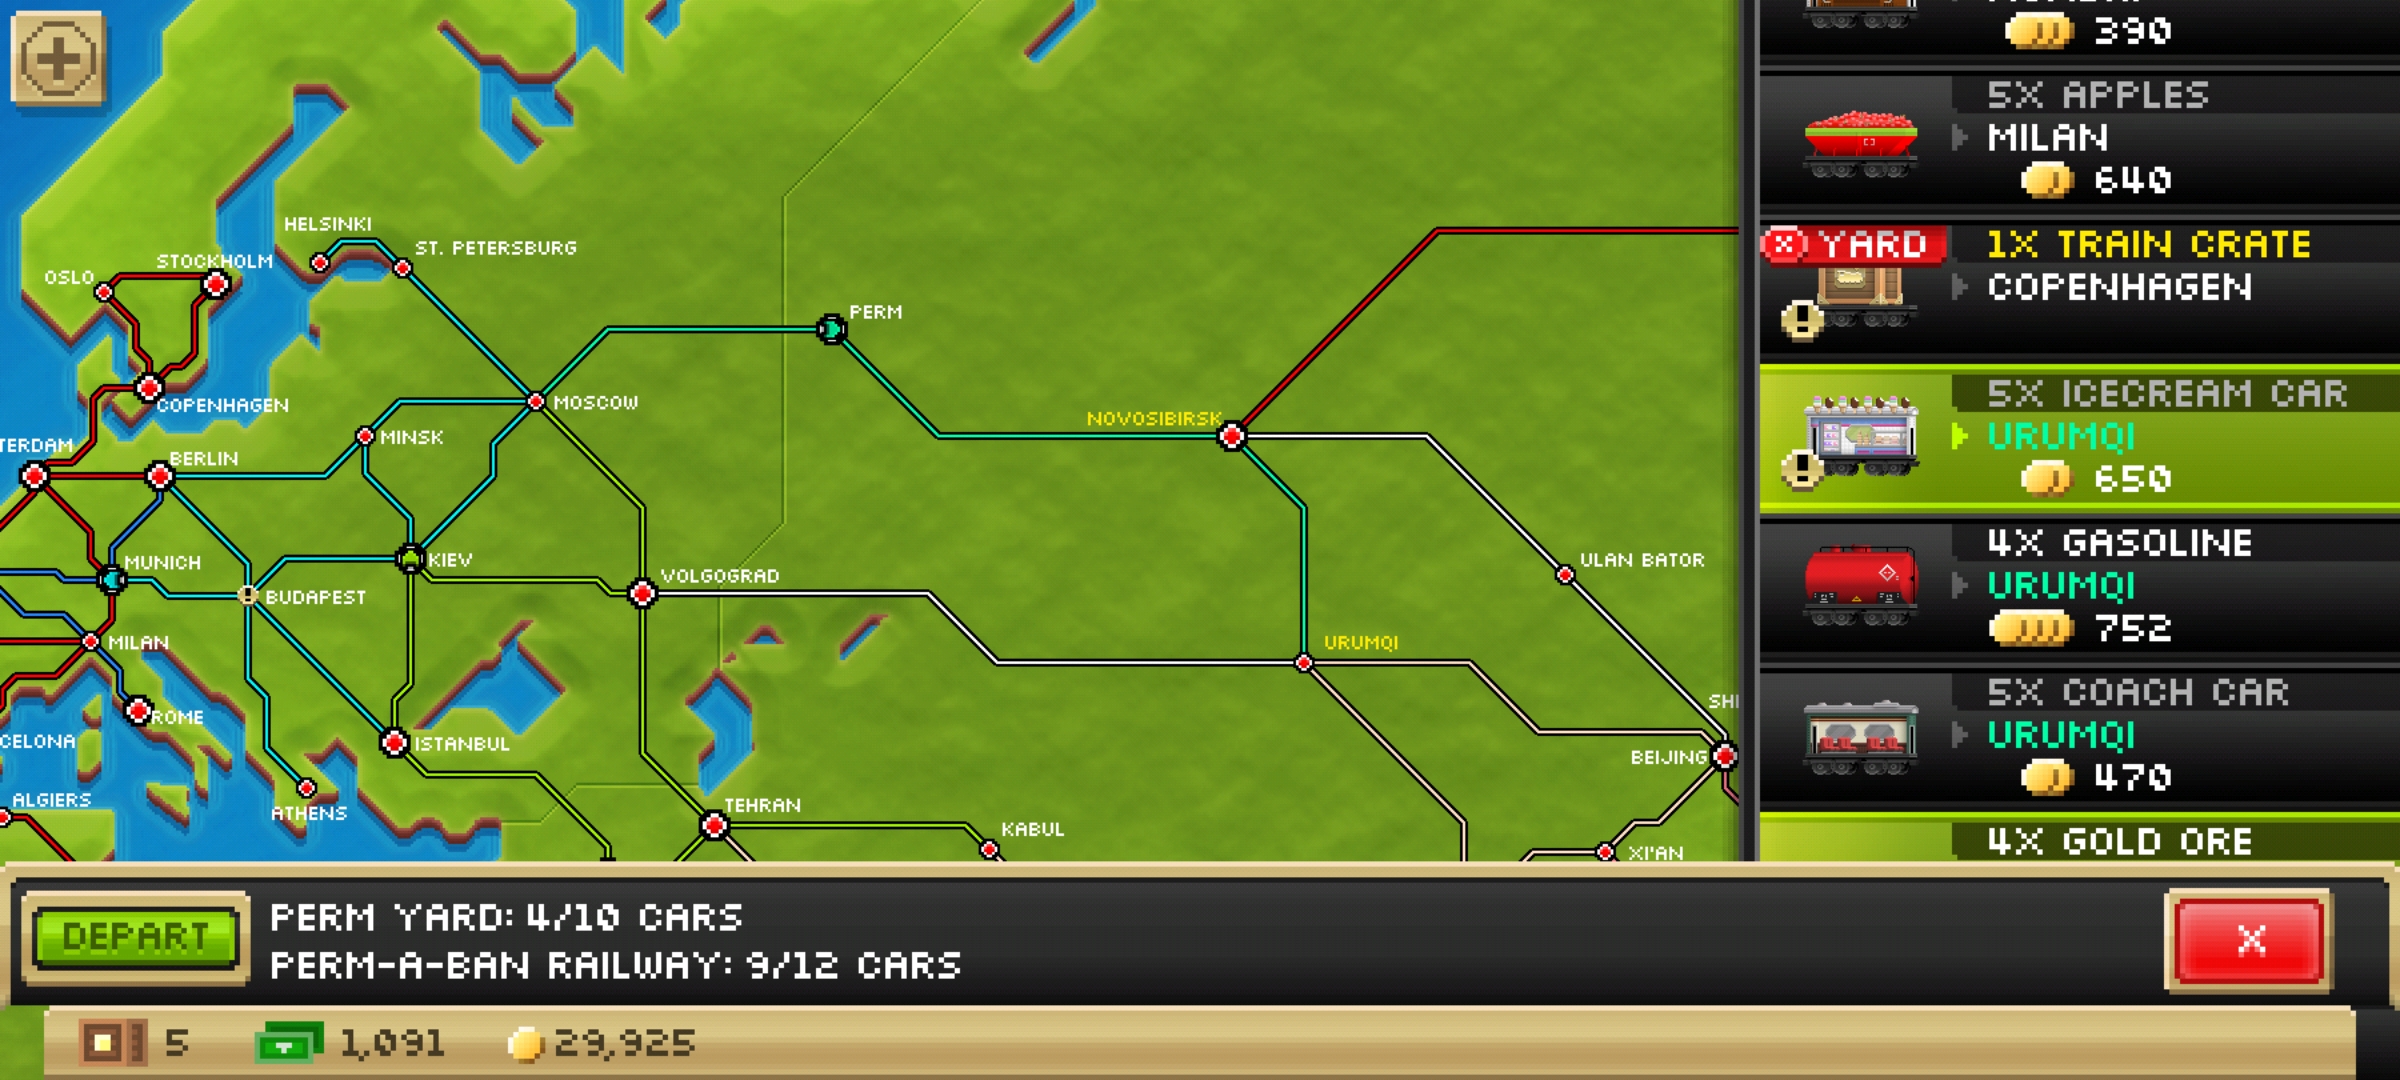 390
5X APPLES
MILAN
640
YARD
1X TRAIN CRATE
COPENHAGEN
5X ICECREAM CAR
URUMQI
650
4X GASOLINE
URUMQI
752
5X COACH CAR
URUMQI
470
4X GOLD ORE
HELSINKI
ST. PETERSBURG
STOCKHOLM
OSLO
PERM
COPENHAGEN
MOSCOW
NOVOSIBIRSK
MINSK
TERDAM
BERLIN
MUNICH
KIEV
ULAN BATOR
VOLGOGRAD
BUDAPEST
MILAN
URUMQI
ROME
SH
CELONA
ISTANBUL
BEIJING
ALGIERS
ATHENS
TEHRAN
KABUL
XI'AN
DEPART
PERM YARD: 4/10 CARS
PERM-A-BAN RAILWAY: 9/12 CARS
X
5
1,091
29,925